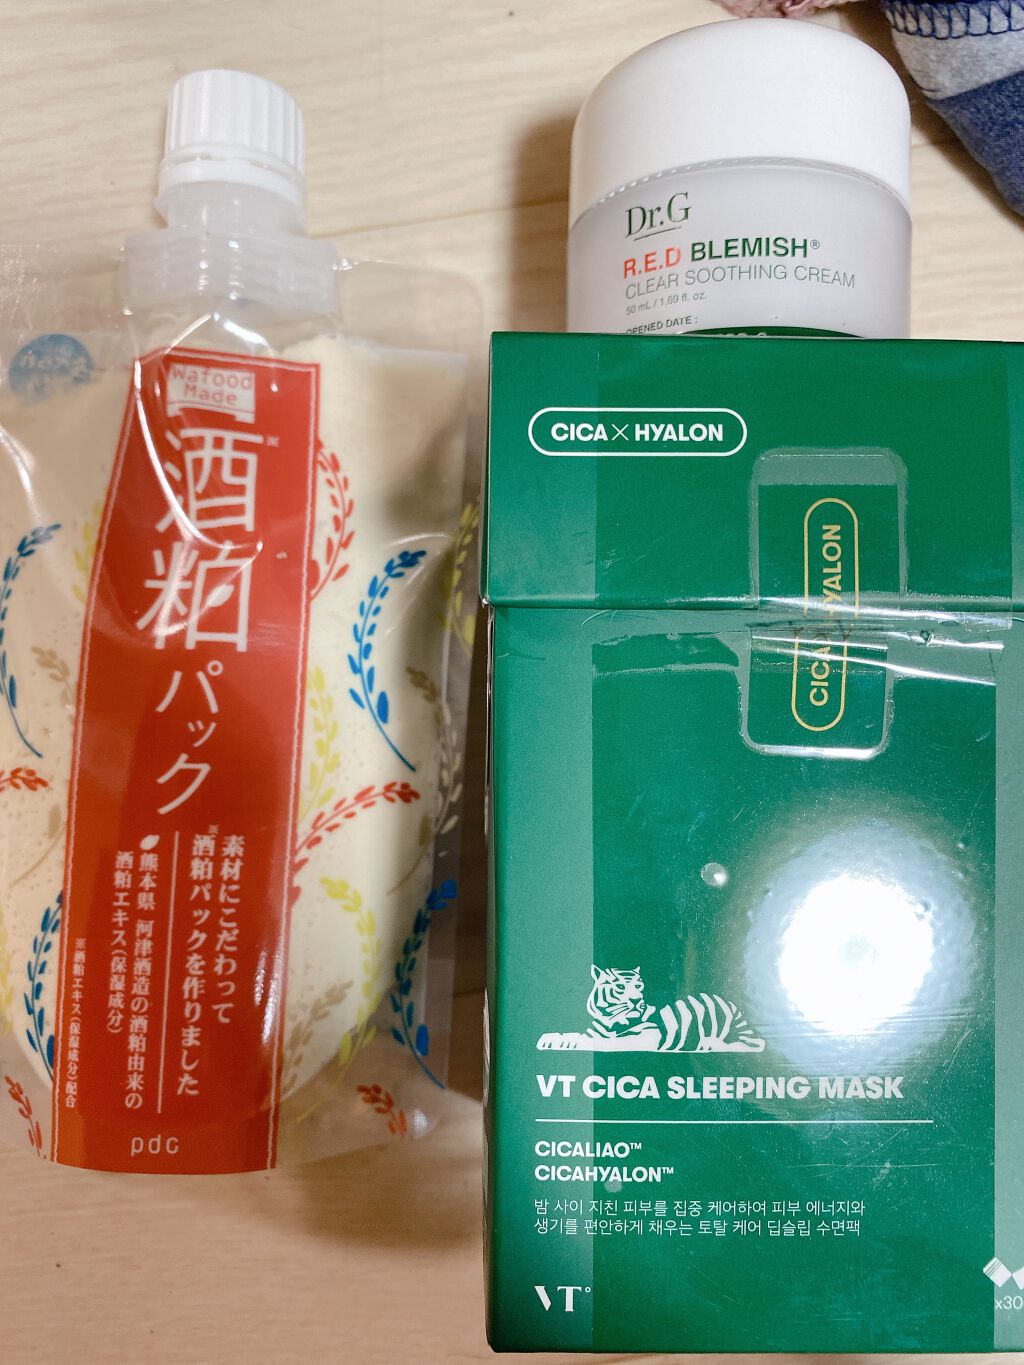 Wafood
Made
酒粕※
パック
素材にこだわって
※酒粕パックを作りました
熊本県 河津酒造の酒粕由来の
酒粕エキス(保湿成分)
※酒粕エキス(保湿成分)配合
pdc
Dr.G
R.E.D BLEMISH®
CLEAR SOOTHING CREAM
50 mL / 1.69 fl. oz.
OPENED DATE :
CICA×HYALON
CICA×HYALON
VT CICA SLEEPING MASK
CICALIAO™
CICAHYALON™
밤 사이 지친 피부를 집중 케어하여 피부 에너지와
생기를 편안하게 채우는 토탈 케어 딥슬립 수면팩
VT°
x30